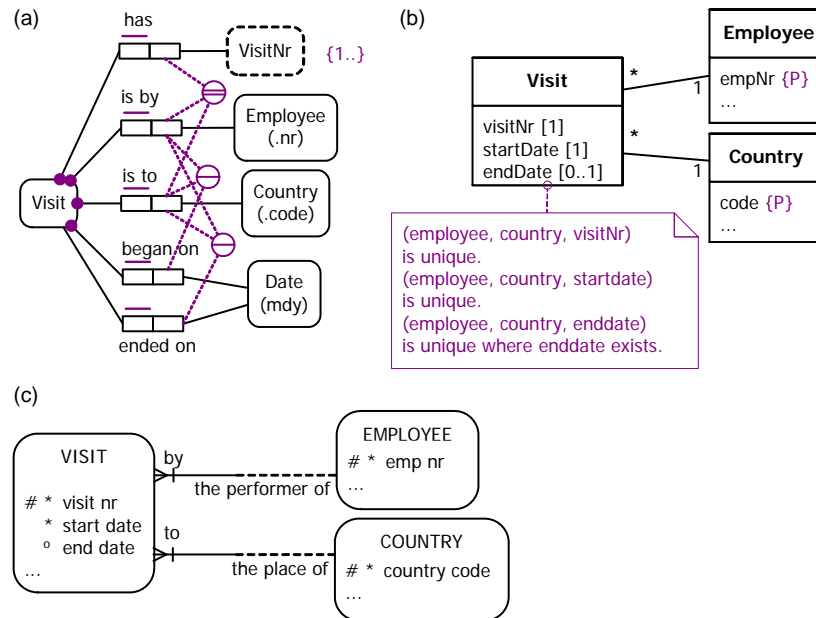 (a)
has
VisitNr {1..}
is by
Employee
(.nr)
is to
Country
(.code)
Visit
began on
Date
(mdy)
ended on
(b)
Employee
empNr {P}
...
Visit
visitNr [1]
startDate [1]
endDate [0..1]
*
1
*
1
Country
code {P}
...
(employee, country, visitNr)
is unique.
(employee, country, startdate)
is unique.
(employee, country, enddate)
is unique where enddate exists.
(c)
VISIT
# * visit nr
* start date
o end date
...
by
the performer of
EMPLOYEE
# * emp nr
...
to
the place of
COUNTRY
# * country code
...